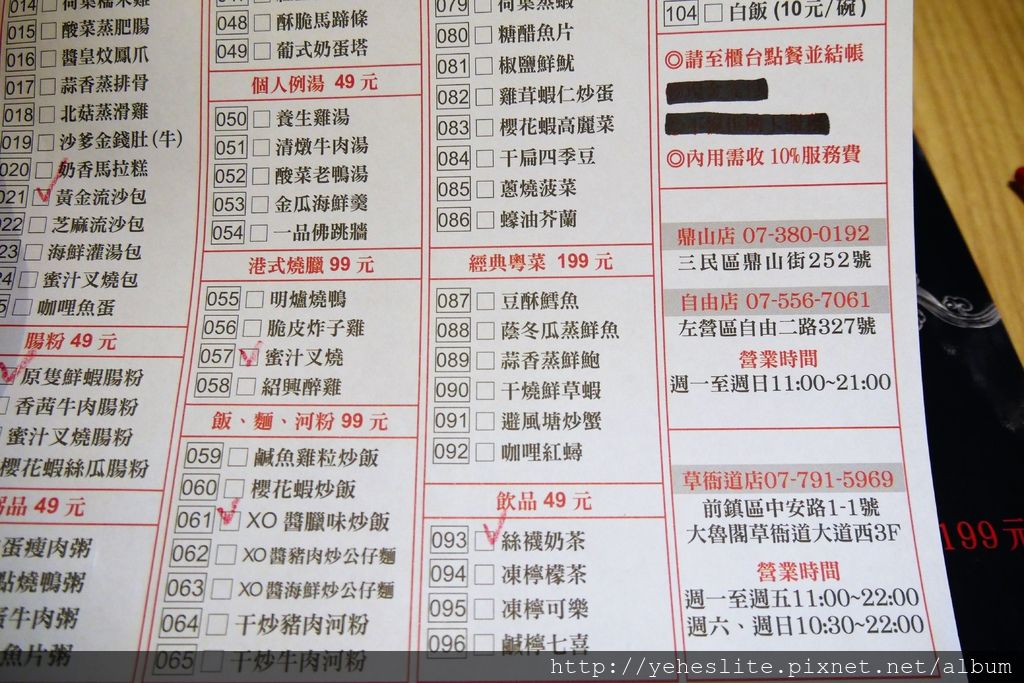 014 荷葉糯米雞
015 酸菜蒸肥腸
016 醬皇炆鳳爪
017 蒜香蒸排骨
018 北菇蒸滑雞
019 沙爹金錢肚(牛)
020 奶香馬拉糕
021 黃金流沙包
022 芝麻流沙包
23 海鮮灌湯包
24 蜜汁叉燒包
5 咖哩魚蛋
腸粉 49 元
原隻鮮蝦腸粉
香茜牛肉腸粉
蜜汁叉燒腸粉
櫻花蝦絲瓜腸粉
粥品 49 元
蛋瘦肉粥
點燒鴨粥
牛肉粥
魚片粥
048 酥脆馬蹄條
049 葡式奶蛋塔
個人例湯 49 元
050 養生雞湯
051 清燉牛肉湯
052 酸菜老鴨湯
053 金瓜海鮮羹
054 一品佛跳牆
港式燒臘 99 元
055 明爐燒鴨
056 脆皮炸子雞
057 蜜汁叉燒
058 紹興醉雞
飯、麵、河粉 99 元
059 鹹魚雞粒炒飯
060 櫻花蝦炒飯
061 XO 醬臘味炒飯
062 XO醬豬肉炒公仔麵
063 XO醬海鮮炒公仔麵
064 干炒豬肉河粉
065 干炒牛肉河粉
079 荷葉蒸蝦
080 糖醋魚片
081 椒鹽鮮魷
082 雞茸蝦仁炒蛋
083 櫻花蝦高麗菜
084 干扁四季豆
085 蔥燒菠菜
086 蠔油芥蘭
經典粵菜 199 元
087 豆酥鱈魚
088 蔭冬瓜蒸鮮魚
089 蒜香蒸鮮鮑
090 干燒鮮草蝦
091 避風塘炒蟹
092 咖哩紅蟳
飲品 49 元
093 絲襪奶茶
094 凍檸檬茶
095 凍檸可樂
096 鹹檸七喜
104 白飯 (10元/碗)
◎請至櫃台點餐並結帳
◎內用需收 10%服務費
鼎山店 07-380-0192
三民區鼎山街252號
自由店 07-556-7061
左營區自由二路327號
營業時間
週一至週日11:00~21:00
草衙道店07-791-5969
前鎮區中安路1-1號
大魯閣草衙道大道西3F
營業時間
週一至週五11:00~22:00
週六、週日10:30~22:00
199 元
http://yeheslite.pixnet.net/album